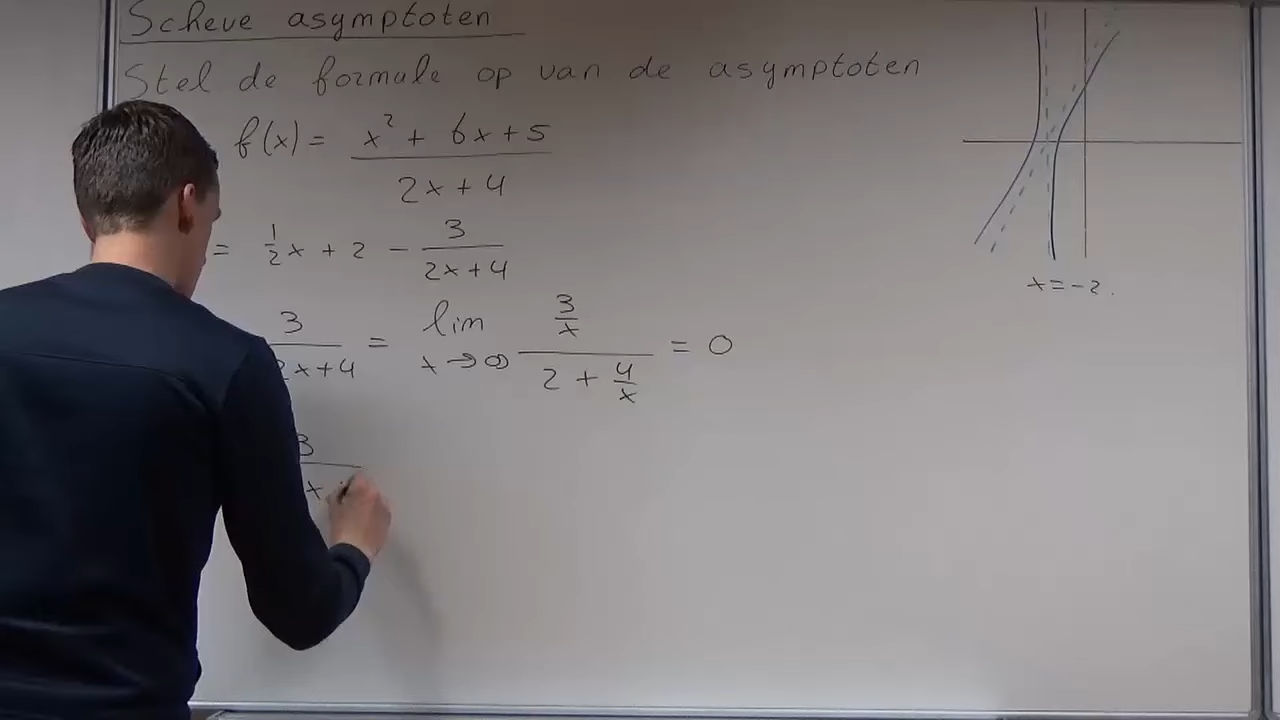 Scheve asymptoten
Stel de formule op van de asymptoten
f(x) = (x² + 6x + 5)/(2x + 4)
= ½x + 2 − 3/(2x+4)
3/(2x+4) = lim x→∞ (3/x)/(2 + 4/x) = 0
3
x
x = −2.